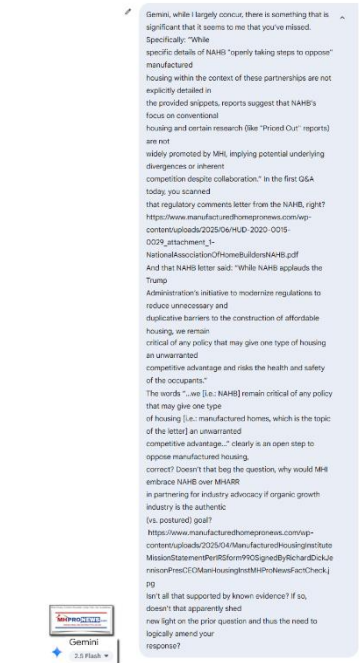 Gemini, while I largely concur, there is something that is
significant that it seems to me that you've missed.
Specifically: "While
specific details of NAHB "openly taking steps to oppose"
manufactured
housing within the context of these partnerships are not
explicitly detailed in
the provided snippets, reports suggest that NAHB's
focus on conventional
housing and certain research (like "Priced Out" reports)
are not
widely promoted by MHI, implying potential underlying
divergences or inherent
competition despite collaboration." In the first Q&A
today, you scanned
that regulatory comments letter from the NAHB, right?
https://www.manufacturedhomepronews.com/wp-
content/uploads/2025/06/HUD-2020-0015-
0029_attachment_1-
NationalAssociationOfHomeBuildersNAHB.pdf
And that NAHB letter said: "While NAHB applauds the
Trump
Administration's initiative to modernize regulations to
reduce unnecessary and
duplicative barriers to the construction of affordable
housing, we remain
critical of any policy that may give one type of housing
an unwarranted
competitive advantage and risks the health and safety
of the occupants."
The words "...we [i.e.: NAHB] remain critical of any policy
that may give one type
of housing [i.e.: manufactured homes, which is the topic
of the letter] an unwarranted
competitive advantage..." clearly is an open step to
oppose manufactured housing,
correct? Doesn't that beg the question, why would MHI
embrace NAHB over MHARR
in partnering for industry advocacy if organic growth
industry is the authentic
(vs. postured) goal?
https://www.manufacturedhomepronews.com/wp-
content/uploads/2025/04/ManufacturedHousingInstitute
MissionStatementPerIRSform990SignedByRichardDickJe
nnisonPresCEOManHousingInstMHProNewsFactCheck.j
pg
Isn't all that supported by known evidence? If so,
doesn't that apparently shed
new light on the prior question and thus the need to
logically amend your
response?
MHPRONEWS
Gemini
2.5 Flash